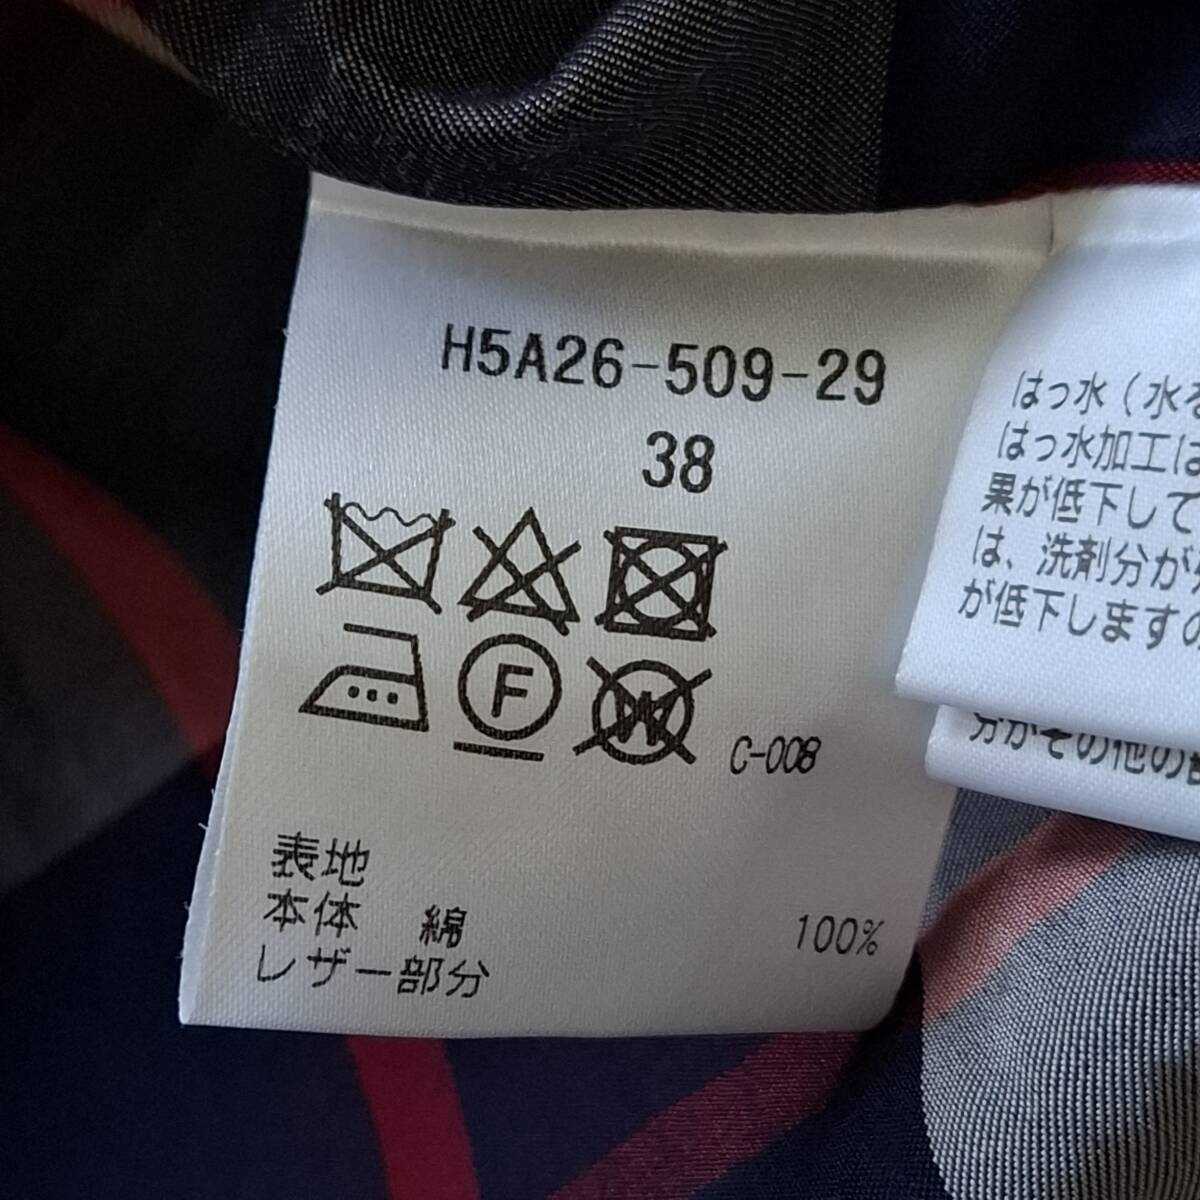 H5A26-509-29
38
F
W
C-008
表地
本体 綿 100%
レザー部分
はっ水(水を
はっ水加工は
果が低下して
は、洗剤分が
が低下しますの
分がその他の